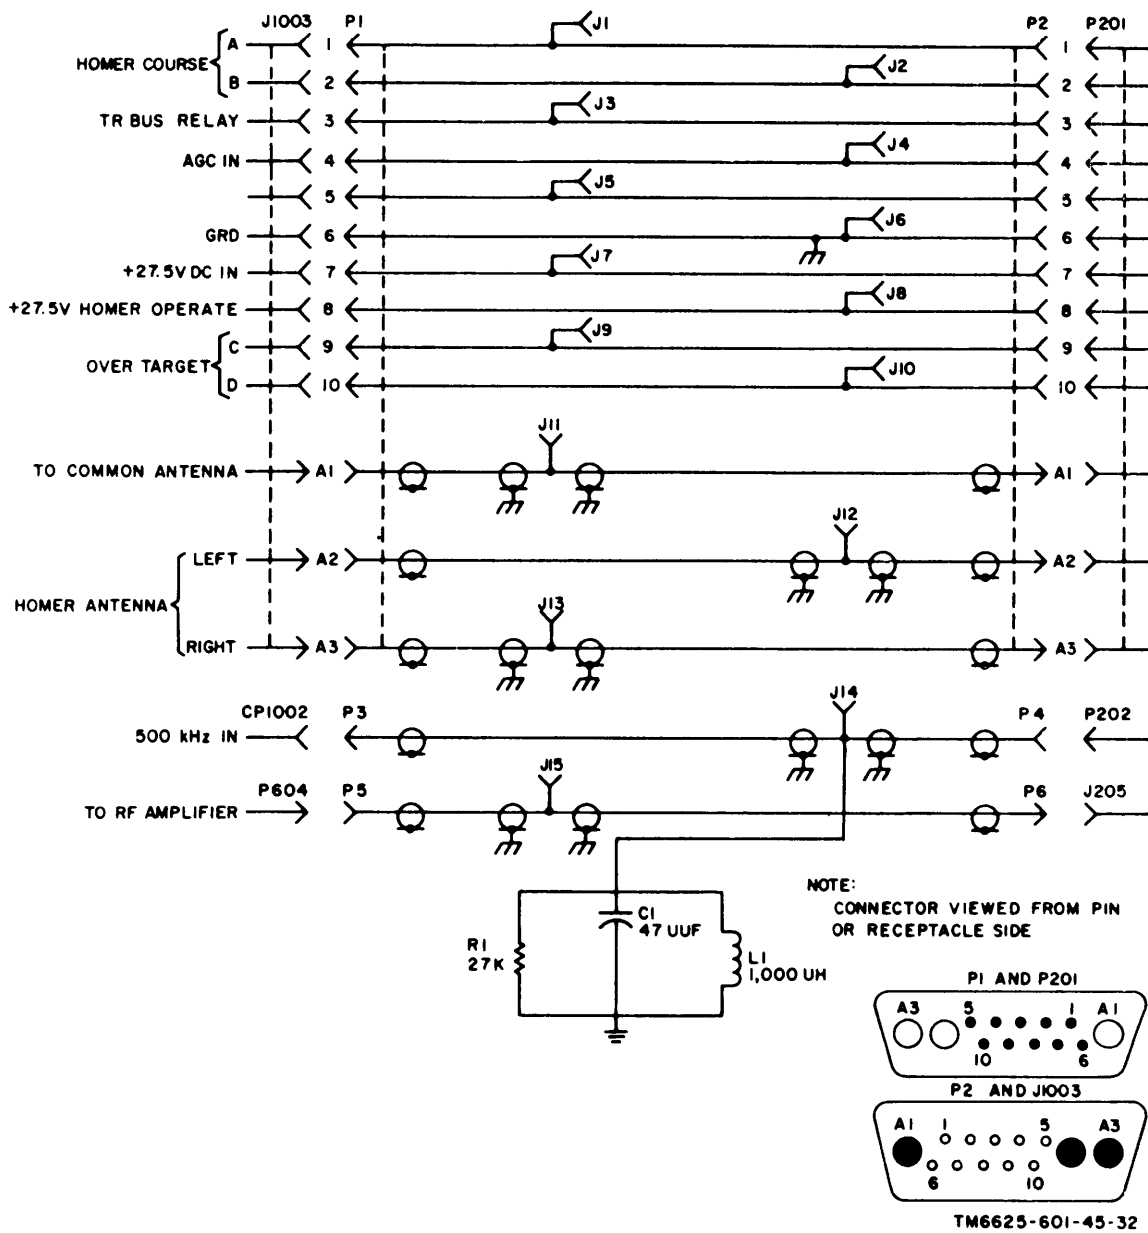 J1003 P1 J1 P2 P201
HOMER COURSE A 1 1
B 2 J2 2
TR BUS RELAY 3 J3 3
AGC IN 4 J4 4
5 J5 5
GRD 6 J6 6
+27.5V DC IN 7 J7 7
+27.5V HOMER OPERATE 8 J8 8
OVER TARGET C 9 J9 9
D 10 J10 10
J11
TO COMMON ANTENNA A1 A1
J12
HOMER ANTENNA LEFT A2 A2
J13
RIGHT A3 A3
J14
CP1002 P3 P4 P202
500 kHz IN
J15
P604 P5 P6 J205
TO RF AMPLIFIER
NOTE:
CONNECTOR VIEWED FROM PIN
OR RECEPTACLE SIDE
C1
47 UUF
R1
27K
L1
1,000 UH
P1 AND P201
A3 5 1 A1
10 6
P2 AND J1003
A1 1 5 A3
6 10
TM6625-601-45-32